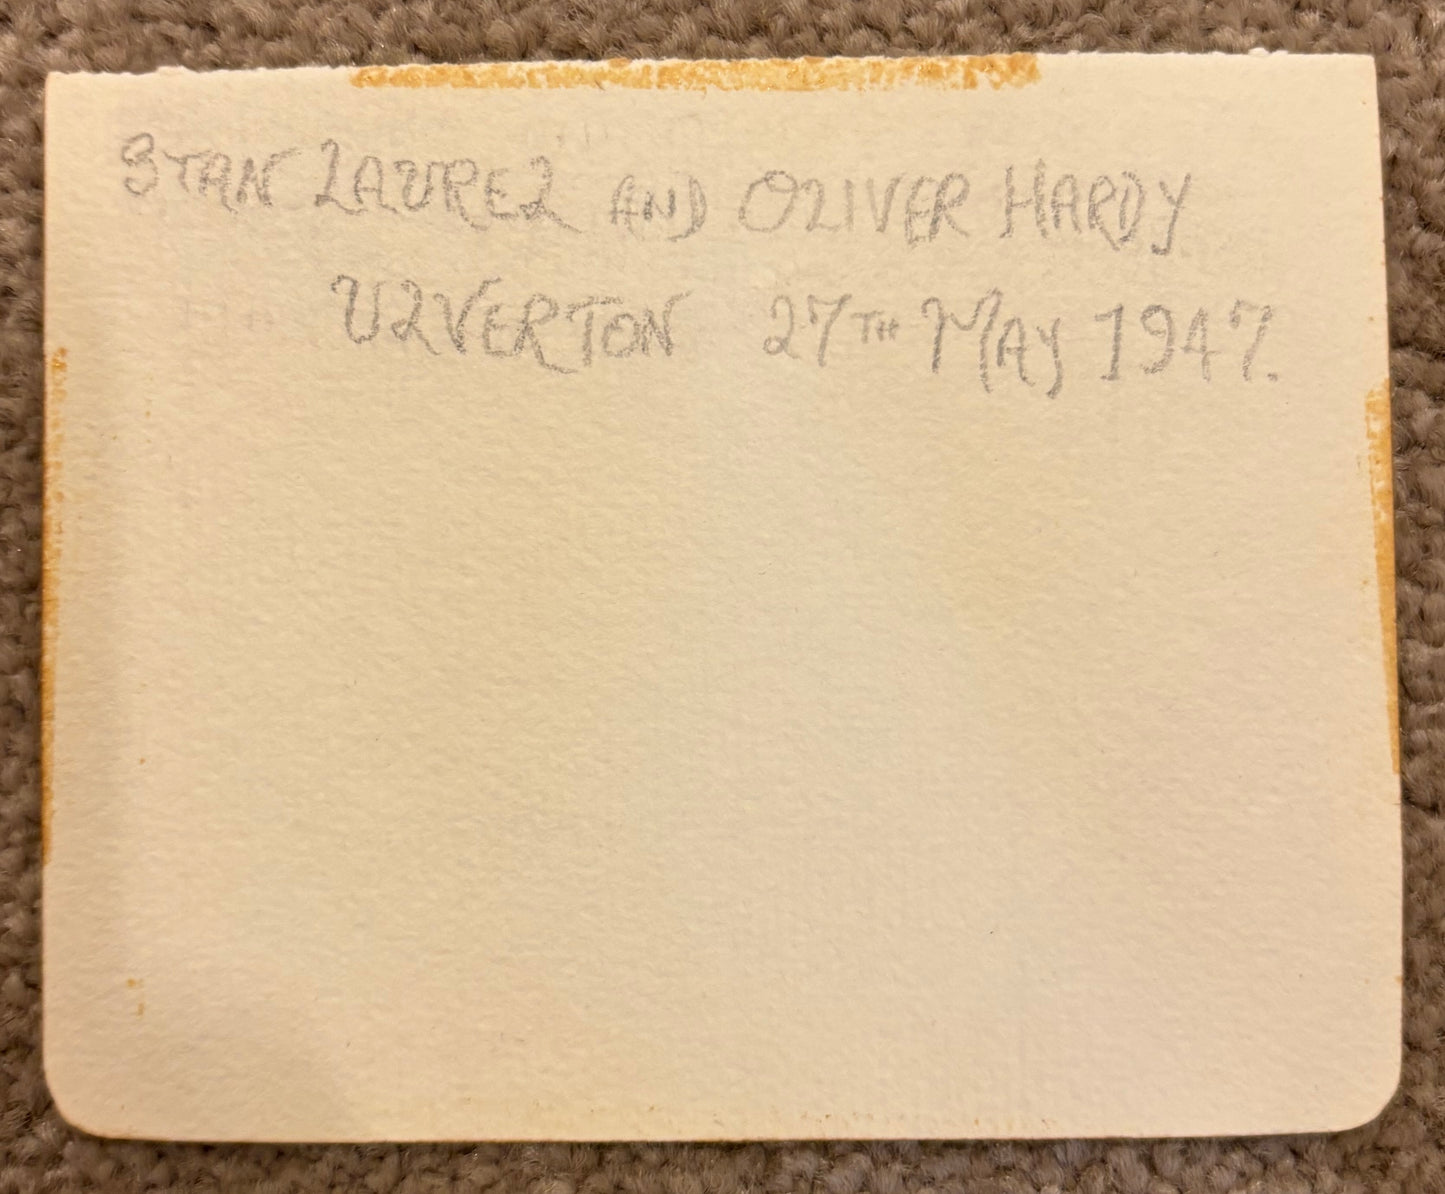 STAN LAUREL AND OLIVER HARDY
ULVERTON 27TH MAY 1947.